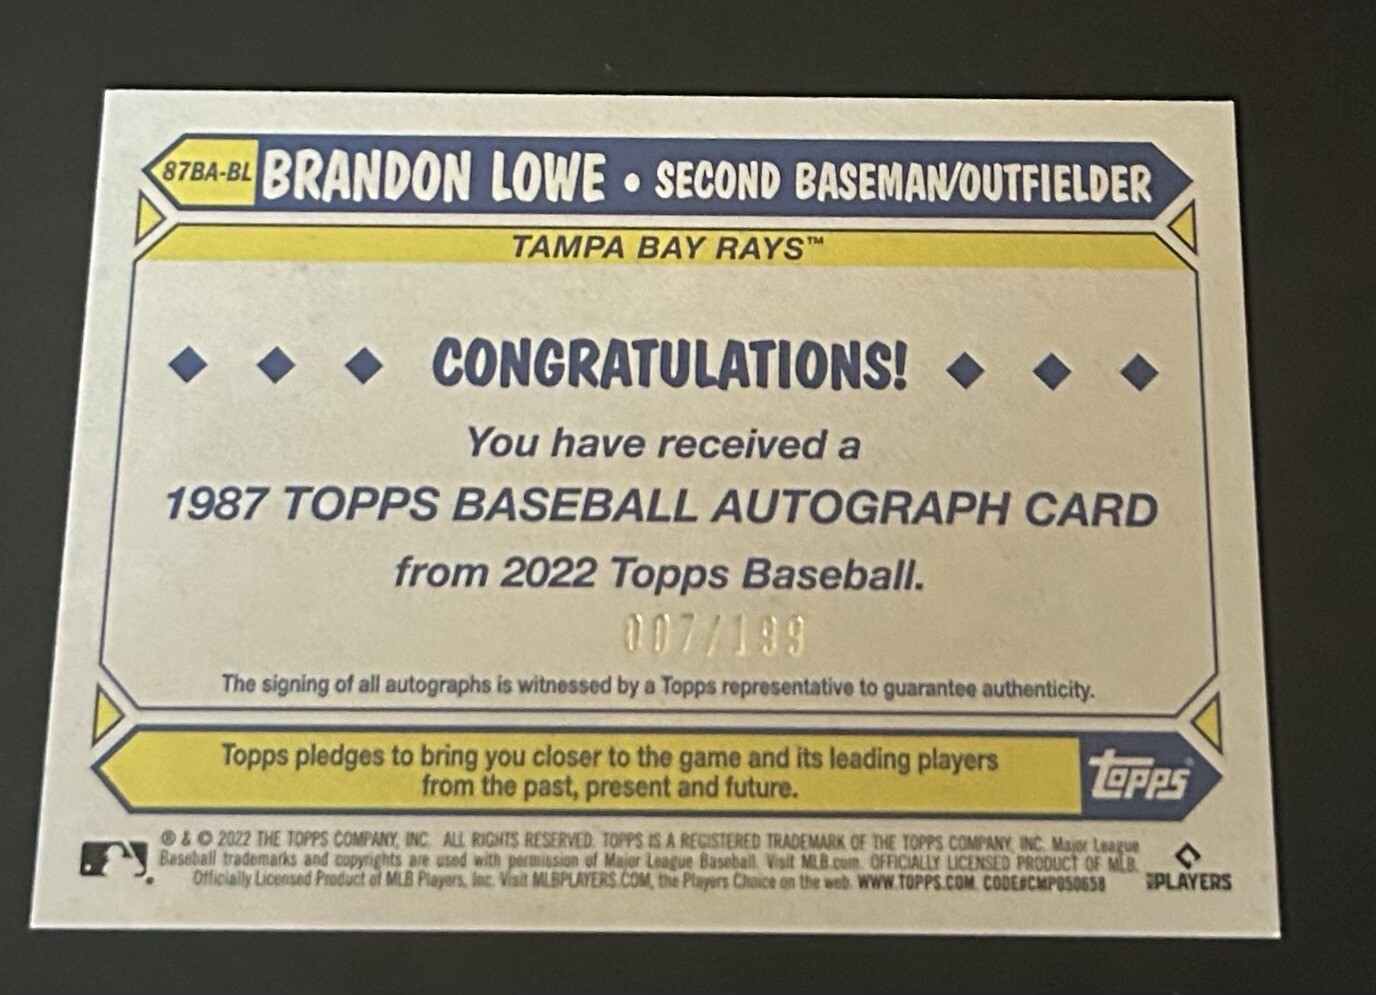 87BA-BL BRANDON LOWE • SECOND BASEMAN/OUTFIELDER
TAMPA BAY RAYS™
CONGRATULATIONS!
You have received a
1987 TOPPS BASEBALL AUTOGRAPH CARD
from 2022 Topps Baseball.
007/199
The signing of all autographs is witnessed by a Topps representative to guarantee authenticity.
Topps pledges to bring you closer to the game and its leading players
from the past, present and future.
topps
® & © 2022 THE TOPPS COMPANY, INC. ALL RIGHTS RESERVED. TOPPS IS A REGISTERED TRADEMARK OF THE TOPPS COMPANY, INC. Major League
Baseball trademarks and copyrights are used with permission of Major League Baseball. Visit MLB.com. OFFICIALLY LICENSED PRODUCT OF MLB.
Officially Licensed Product of MLB Players, Inc. Visit MLBPLAYERS.COM, the Players Choice on the web. WWW.TOPPS.COM. CODE#CMP050658
MLB PLAYERS